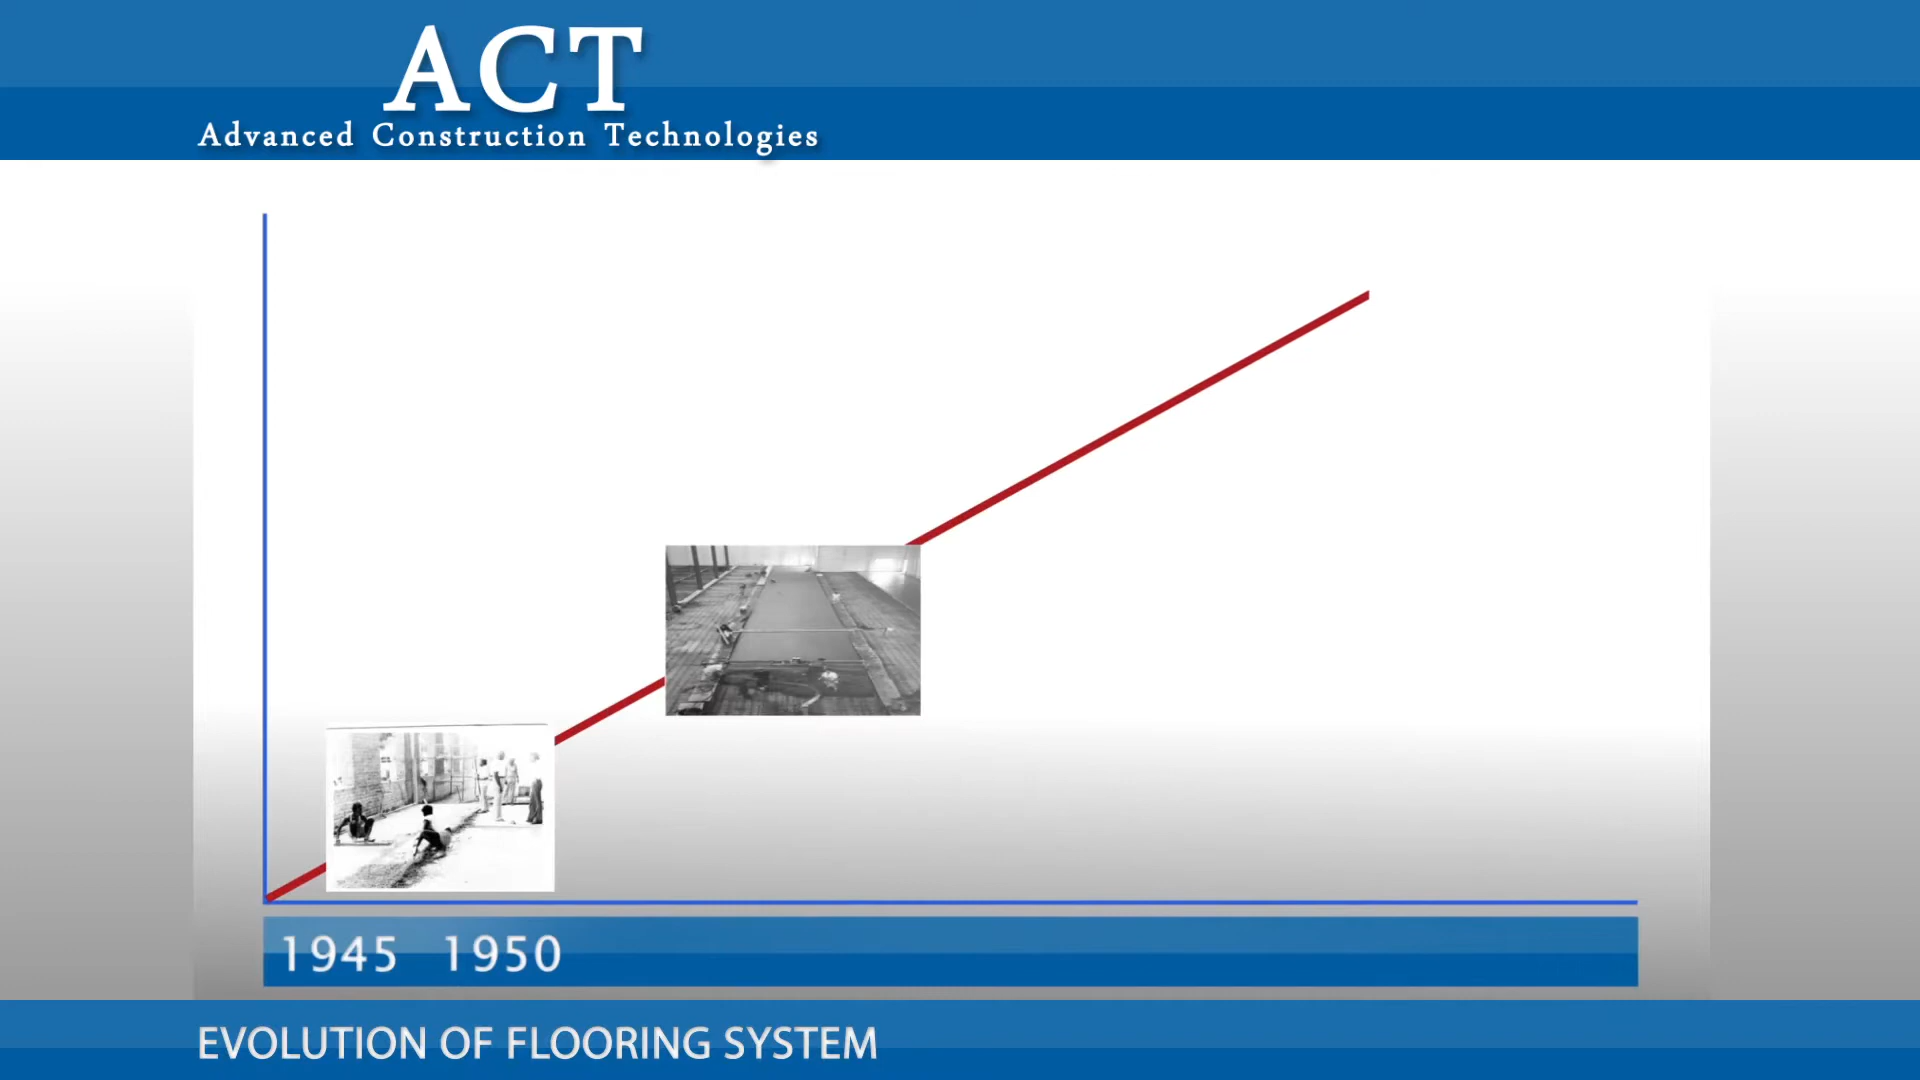 ACT
Advanced Construction Technologies
1945 1950
EVOLUTION OF FLOORING SYSTEM